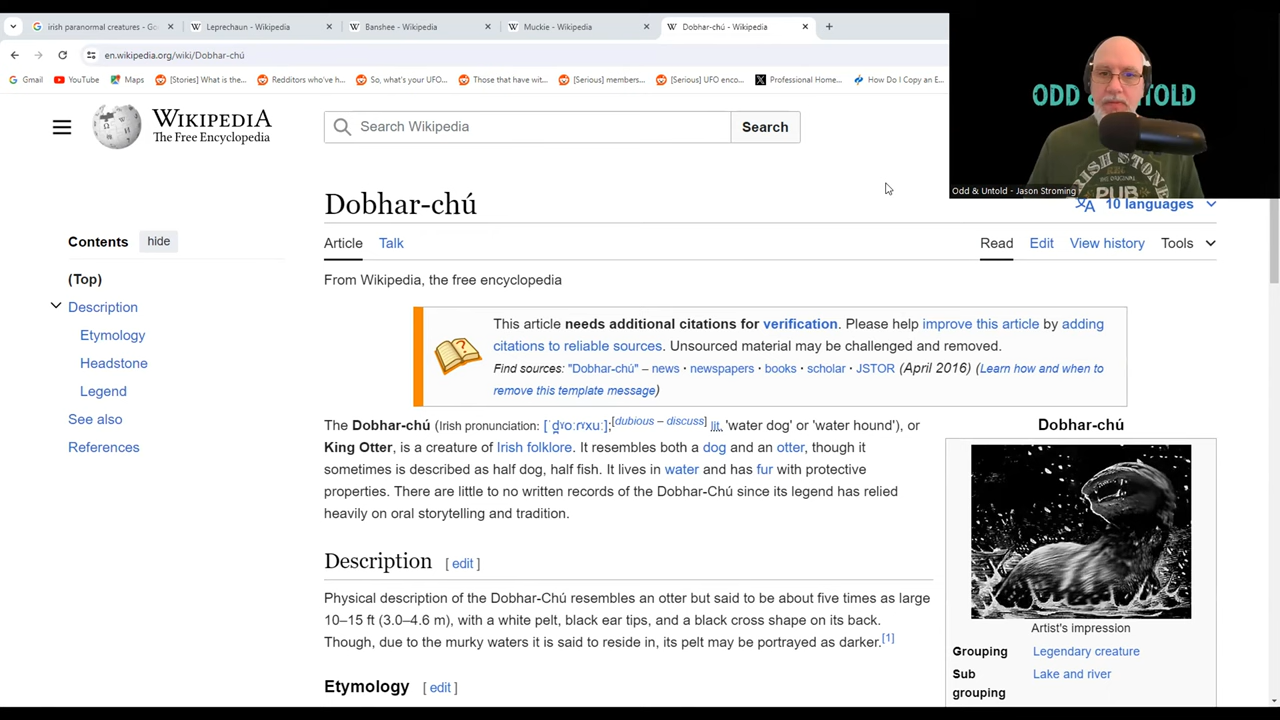 irish paranormal creatures - Go
Leprechaun - Wikipedia
Banshee - Wikipedia
Muckie - Wikipedia
Dobhar-chú - Wikipedia
en.wikipedia.org/wiki/Dobhar-chú
Gmail
YouTube
Maps
[Stories] What is the...
Redditors who've h...
So, what's your UFO...
Those that have wit...
[Serious] members...
[Serious] UFO enco...
Professional Home...
How Do I Copy an E...
ODD & UNTOLD
IRISH STONE
THE ORIGINAL
PUB
Odd & Untold - Jason Stroming
WIKIPEDIA
The Free Encyclopedia
Search Wikipedia
Search
Dobhar-chú
10 languages
Contents hide
Article Talk
Read Edit View history Tools
(Top)
Description
Etymology
Headstone
Legend
See also
References
From Wikipedia, the free encyclopedia
This article needs additional citations for verification. Please help improve this article by adding
citations to reliable sources. Unsourced material may be challenged and removed.
Find sources: "Dobhar-chú" – news · newspapers · books · scholar · JSTOR (April 2016) (Learn how and when to
remove this template message)
The Dobhar-chú (Irish pronunciation: [ˈd̪ˠoːɾˠxuː];[dubious – discuss] lit. 'water dog' or 'water hound'), or
King Otter, is a creature of Irish folklore. It resembles both a dog and an otter, though it
sometimes is described as half dog, half fish. It lives in water and has fur with protective
properties. There are little to no written records of the Dobhar-Chú since its legend has relied
heavily on oral storytelling and tradition.
Description [ edit ]
Physical description of the Dobhar-Chú resembles an otter but said to be about five times as large
10–15 ft (3.0–4.6 m), with a white pelt, black ear tips, and a black cross shape on its back.
Though, due to the murky waters it is said to reside in, its pelt may be portrayed as darker.[1]
Etymology [ edit ]
Dobhar-chú
Artist's impression
Grouping Legendary creature
Sub Lake and river
grouping